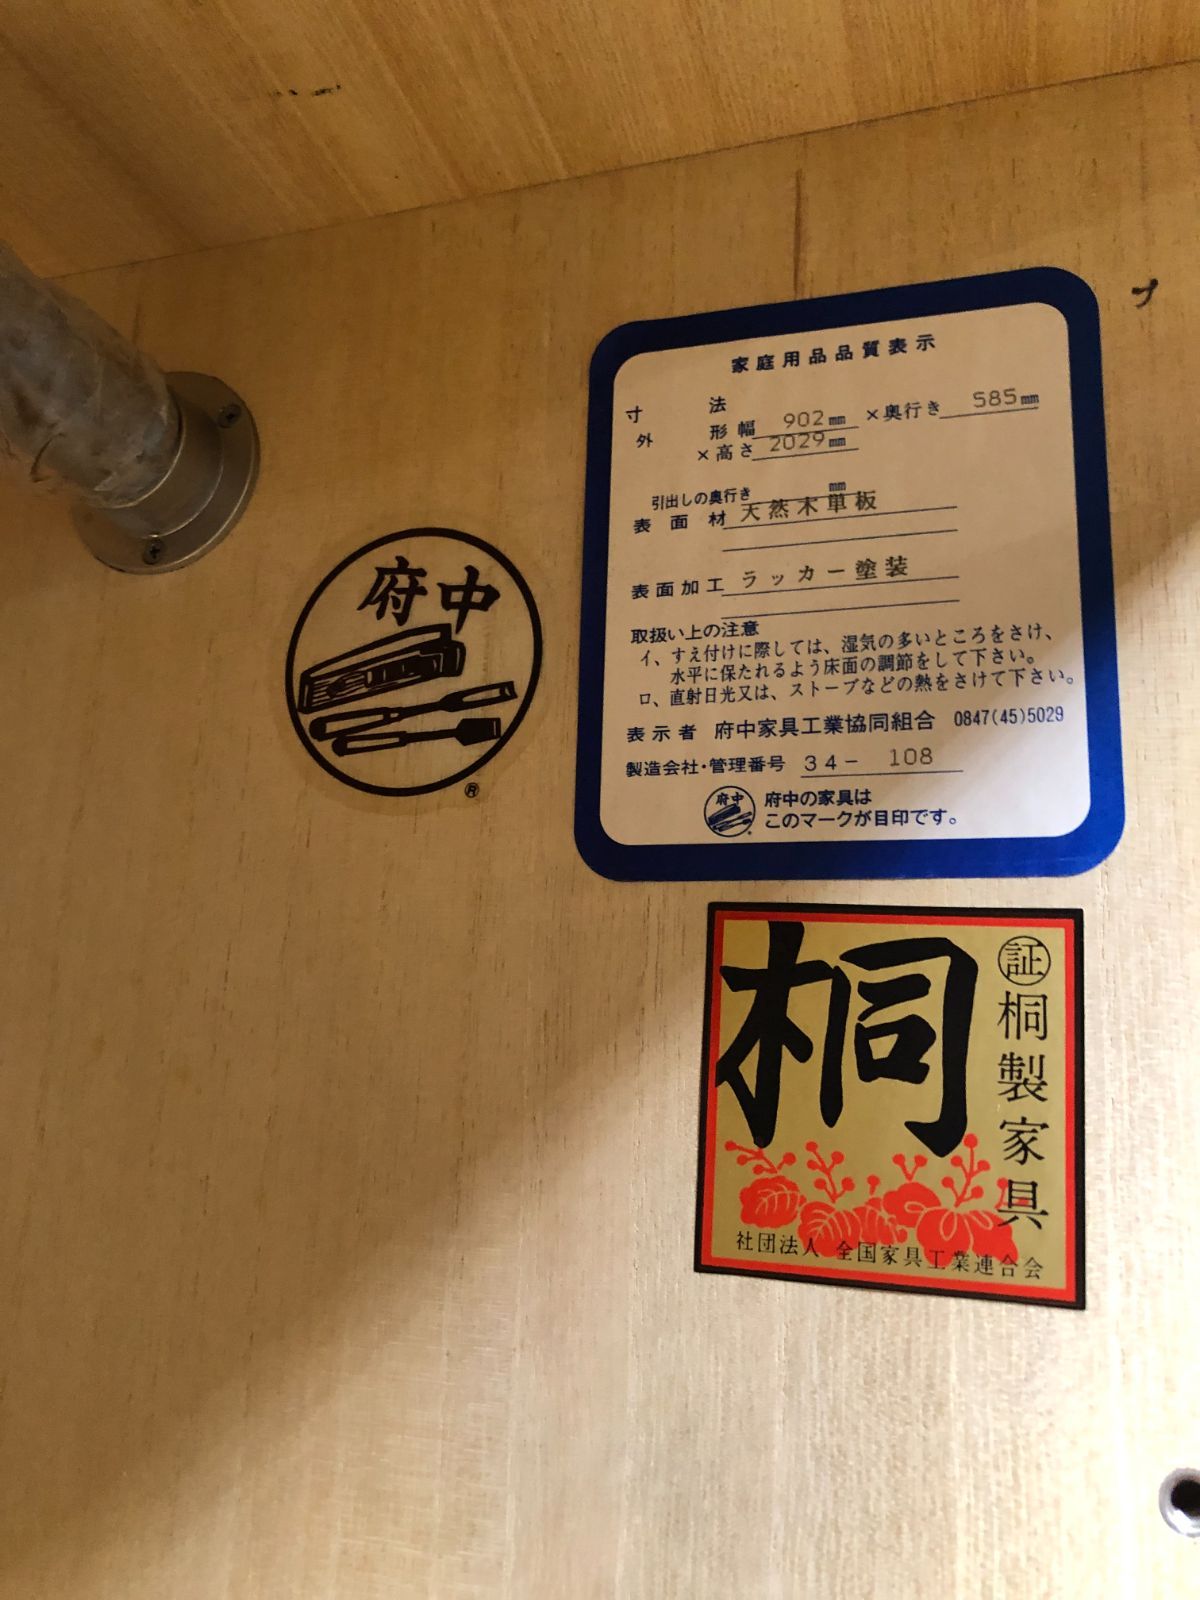 家庭用品品質表示
寸法
外形幅 902mm ×奥行き 585mm
×高さ 2029mm
引出しの奥行き mm
表面材 天然木単板
表面加工 ラッカー塗装
取扱い上の注意
イ、すえ付けに際しては、湿気の多いところをさけ、
水平に保たれるよう床面の調節をして下さい。
ロ、直射日光又は、ストーブなどの熱をさけて下さい。
表示者 府中家具工業協同組合 0847(45)5029
製造会社・管理番号 34- 108
府中
府中の家具は
このマークが目印です。
府中
®
桐
証桐製家具
社団法人 全国家具工業連合会